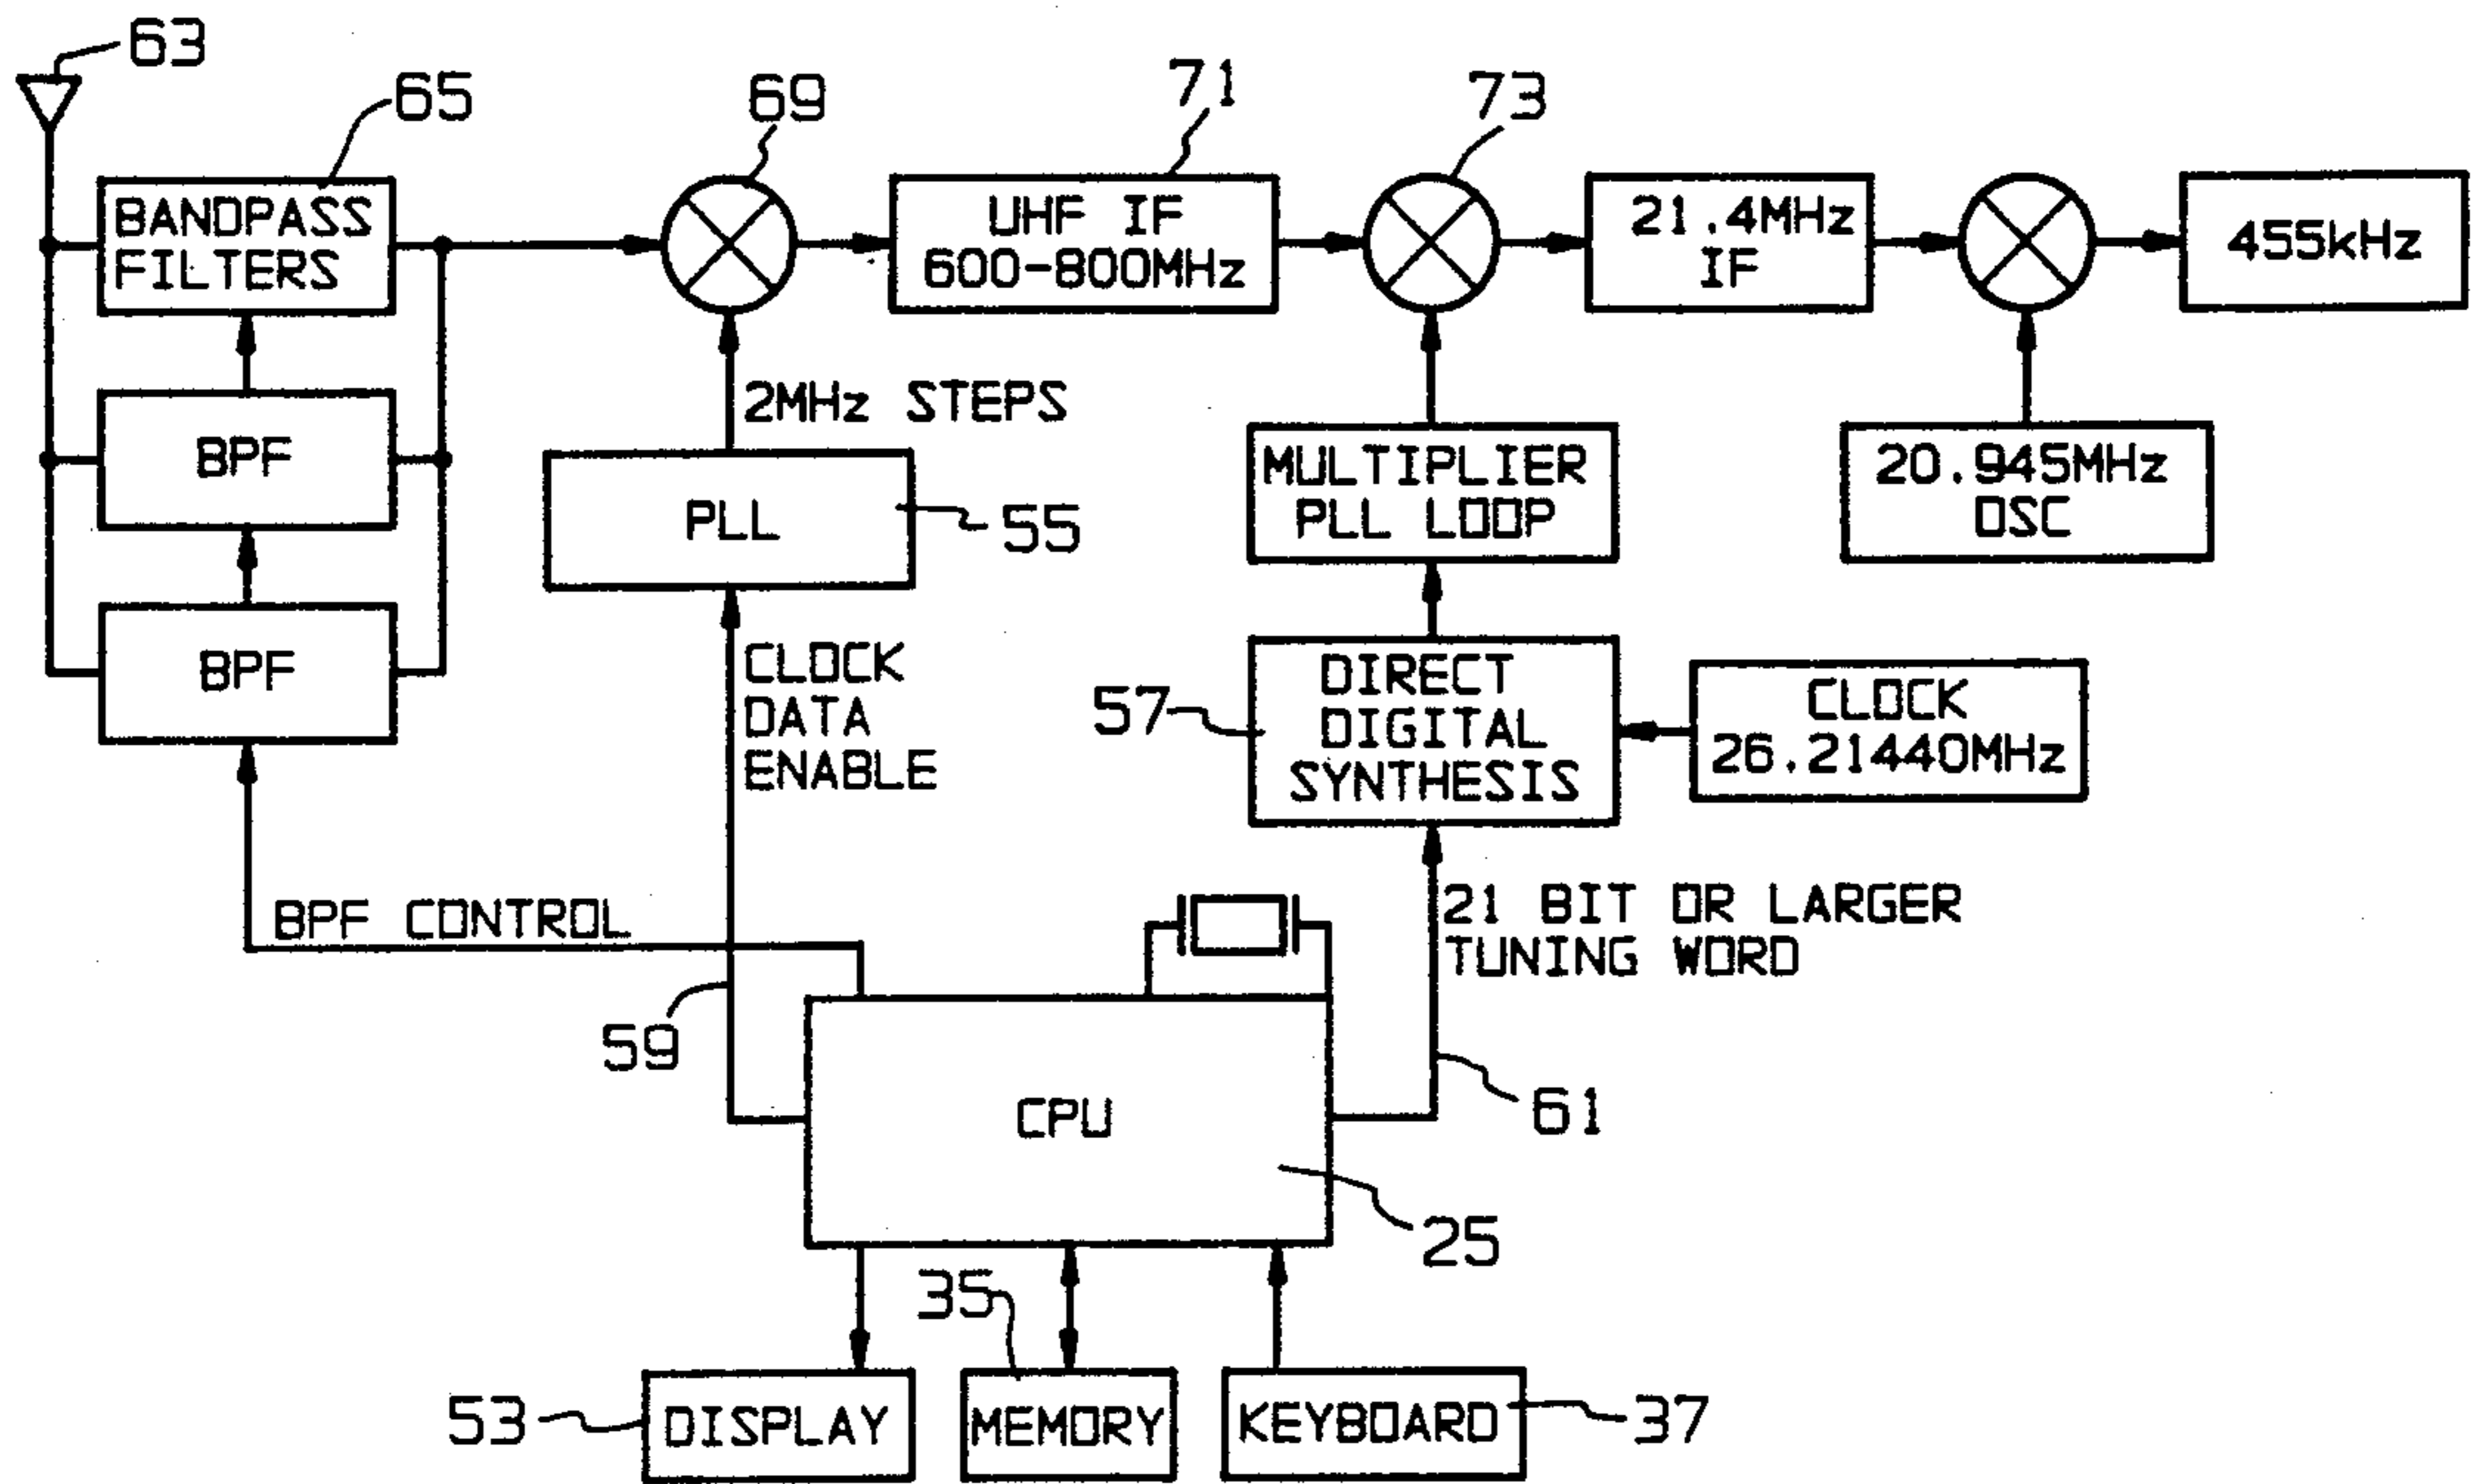 63
65
69
71
73
BANDPASS
FILTERS
UHF IF
600-800MHz
21.4MHz
IF
455kHz
2MHz STEPS
BPF
PLL
55
MULTIPLIER
PLL LOOP
20.945MHz
OSC
BPF
CLOCK
DATA
ENABLE
57
DIRECT
DIGITAL
SYNTHESIS
CLOCK
26.21440MHz
BPF CONTROL
21 BIT OR LARGER
TUNING WORD
59
CPU
61
25
35
53
DISPLAY
MEMORY
KEYBOARD
37